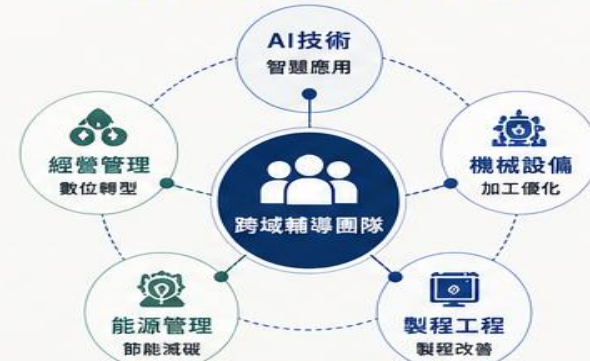 AI技術
智慧應用
經營管理
數位轉型
機械設備
加工優化
跨域輔導團隊
能源管理
節能減碳
製程工程
製程改善